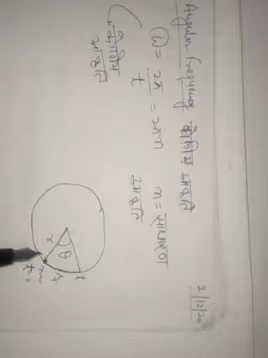 Angular frequency कोणीय आवृत्ति
ω = 2π/t = 2πn
n = साधारण
आवृत्ति
कोणीय
आवृत्ति
r
θ
t